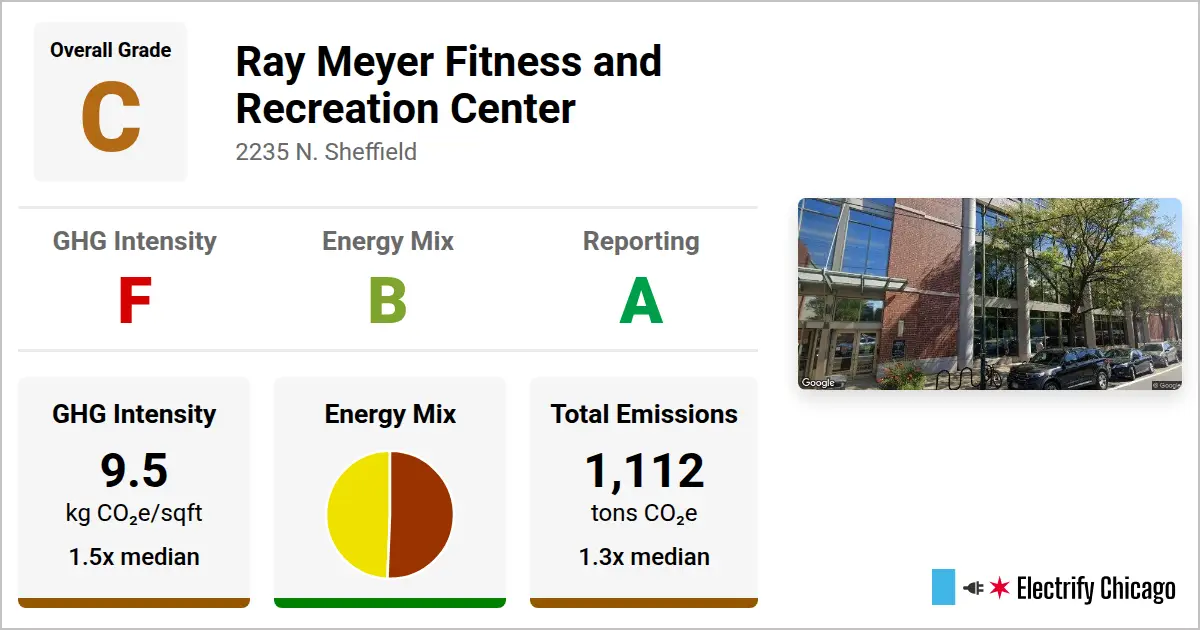 Overall Grade
C
Ray Meyer Fitness and
Recreation Center
2235 N. Sheffield
GHG Intensity
F
Energy Mix
B
Reporting
A
GHG Intensity
9.5
kg CO₂e/sqft
1.5x median
Energy Mix
Total Emissions
1,112
tons CO₂e
1.3x median
Google
© Google
Electrify Chicago